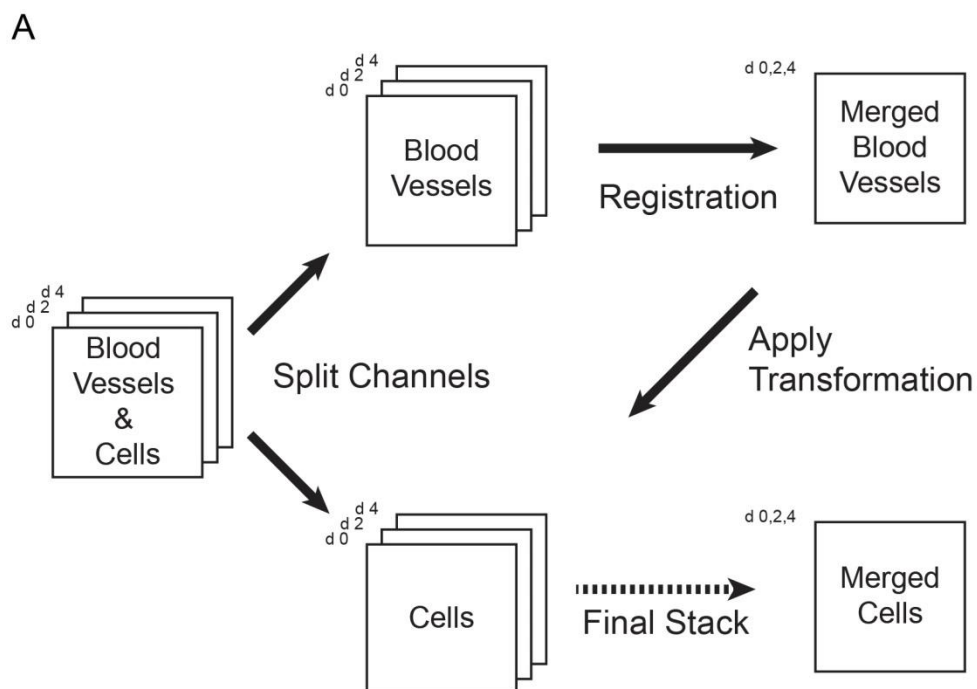 A
d 0
d 2
d 4
Blood
Vessels
&
Cells
Split Channels
d 0
d 2
d 4
Blood
Vessels
Registration
d 0,2,4
Merged
Blood
Vessels
Apply
Transformation
d 0
d 2
d 4
Cells
Final Stack
d 0,2,4
Merged
Cells